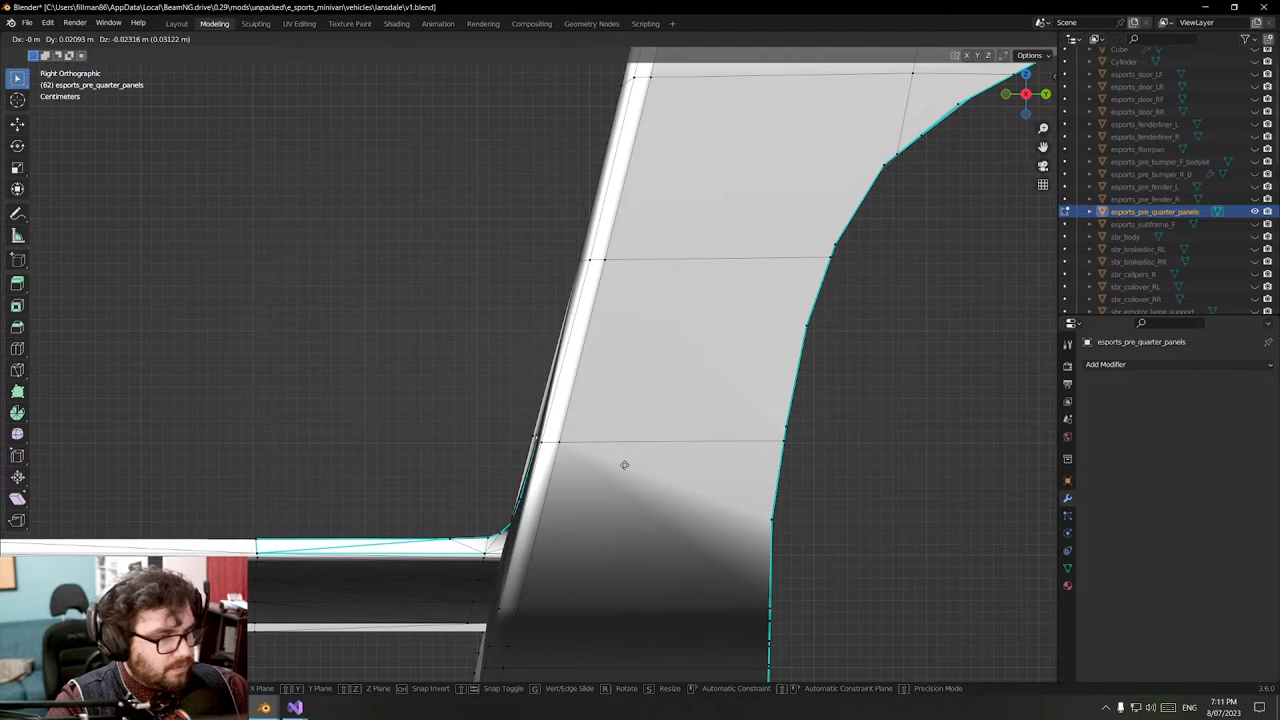 Blender* [C:\Users\fillman86\AppData\Local\BeamNG.drive\0.29\mods\unpacked\e_sports_minivan\vehicles\lansdale\v1.blend]
File Edit Render Window Help Layout Modeling Sculpting UV Editing Texture Paint Shading Animation Rendering Compositing Geometry Nodes Scripting +
Scene ViewLayer
Dx: -0 m Dy: 0.02093 m Dz: -0.02316 m (0.03122 m)
X Y Z Options
Right Orthographic
(62) esports_pre_quarter_panels
Centimeters
Z
X
Y
Cube
Cylinder
esports_door_LF
esports_door_LR
esports_door_RF
esports_door_RR
esports_fenderliner_L
esports_fenderliner_R
esports_floorpan
esports_pre_bumper_F_bodykit
esports_pre_bumper_R_B
esports_pre_fender_L
esports_pre_fender_R
esports_pre_quarter_panels
esports_subframe_F
sbr_body
sbr_brakedisc_RL
sbr_brakedisc_RR
sbr_calipers_R
sbr_coilover_RL
sbr_coilover_RR
sbr_emotor_large_support
esports_pre_quarter_panels
Add Modifier
X Plane Y Y Plane Z Z Plane Ctrl Snap Invert Snap Toggle G Vert/Edge Slide R Rotate S Resize Automatic Constraint Automatic Constraint Plane Precision Mode
3.6.0
ENG
7:11 PM
8/07/2023